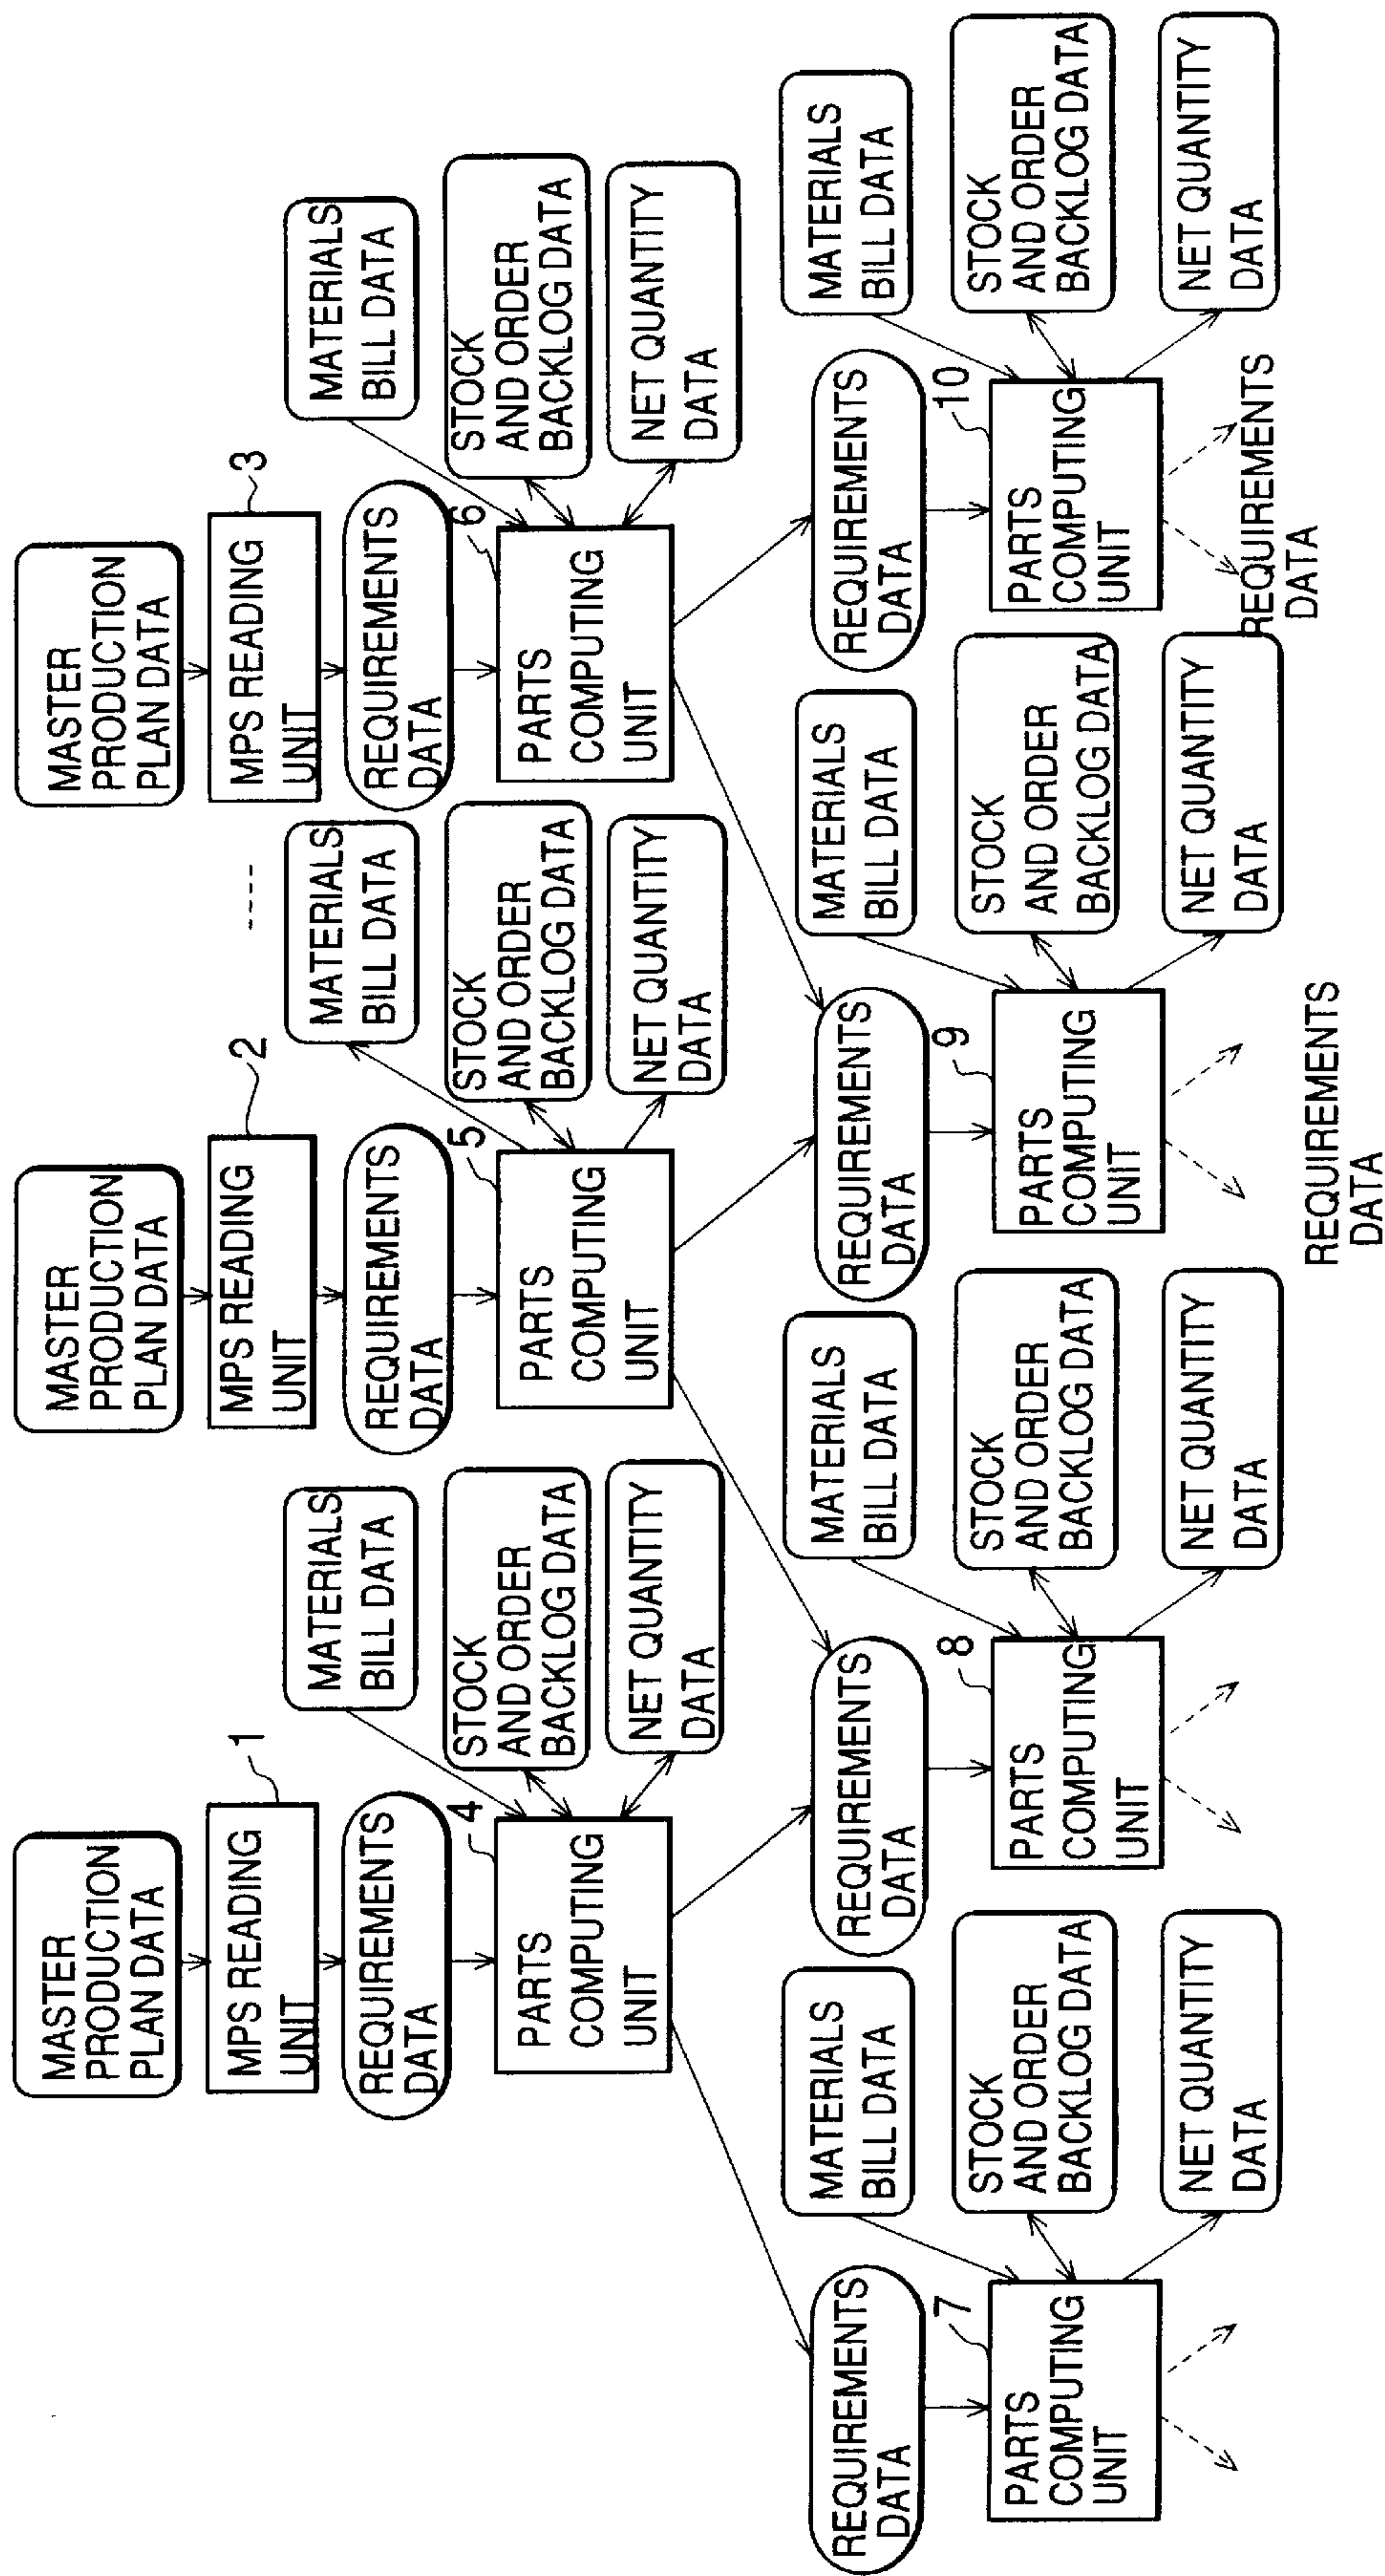 MASTER
PRODUCTION
PLAN DATA
MPS READING
UNIT
1
REQUIREMENTS
DATA
MATERIALS
BILL DATA
4
PARTS
COMPUTING
UNIT
STOCK
AND ORDER
BACKLOG DATA
NET QUANTITY
DATA
MASTER
PRODUCTION
PLAN DATA
MPS READING
UNIT
2
REQUIREMENTS
DATA
MATERIALS
BILL DATA
5
PARTS
COMPUTING
UNIT
STOCK
AND ORDER
BACKLOG DATA
NET QUANTITY
DATA
----
MASTER
PRODUCTION
PLAN DATA
MPS READING
UNIT
3
REQUIREMENTS
DATA
MATERIALS
BILL DATA
6
PARTS
COMPUTING
UNIT
STOCK
AND ORDER
BACKLOG DATA
NET QUANTITY
DATA
REQUIREMENTS
DATA
7
PARTS
COMPUTING
UNIT
MATERIALS
BILL DATA
STOCK
AND ORDER
BACKLOG DATA
NET QUANTITY
DATA
REQUIREMENTS
DATA
8
PARTS
COMPUTING
UNIT
MATERIALS
BILL DATA
STOCK
AND ORDER
BACKLOG DATA
NET QUANTITY
DATA
REQUIREMENTS
DATA
9
PARTS
COMPUTING
UNIT
MATERIALS
BILL DATA
STOCK
AND ORDER
BACKLOG DATA
NET QUANTITY
DATA
REQUIREMENTS
DATA
REQUIREMENTS
DATA
10
PARTS
COMPUTING
UNIT
MATERIALS
BILL DATA
STOCK
AND ORDER
BACKLOG DATA
NET QUANTITY
DATA
REQUIREMENTS
DATA